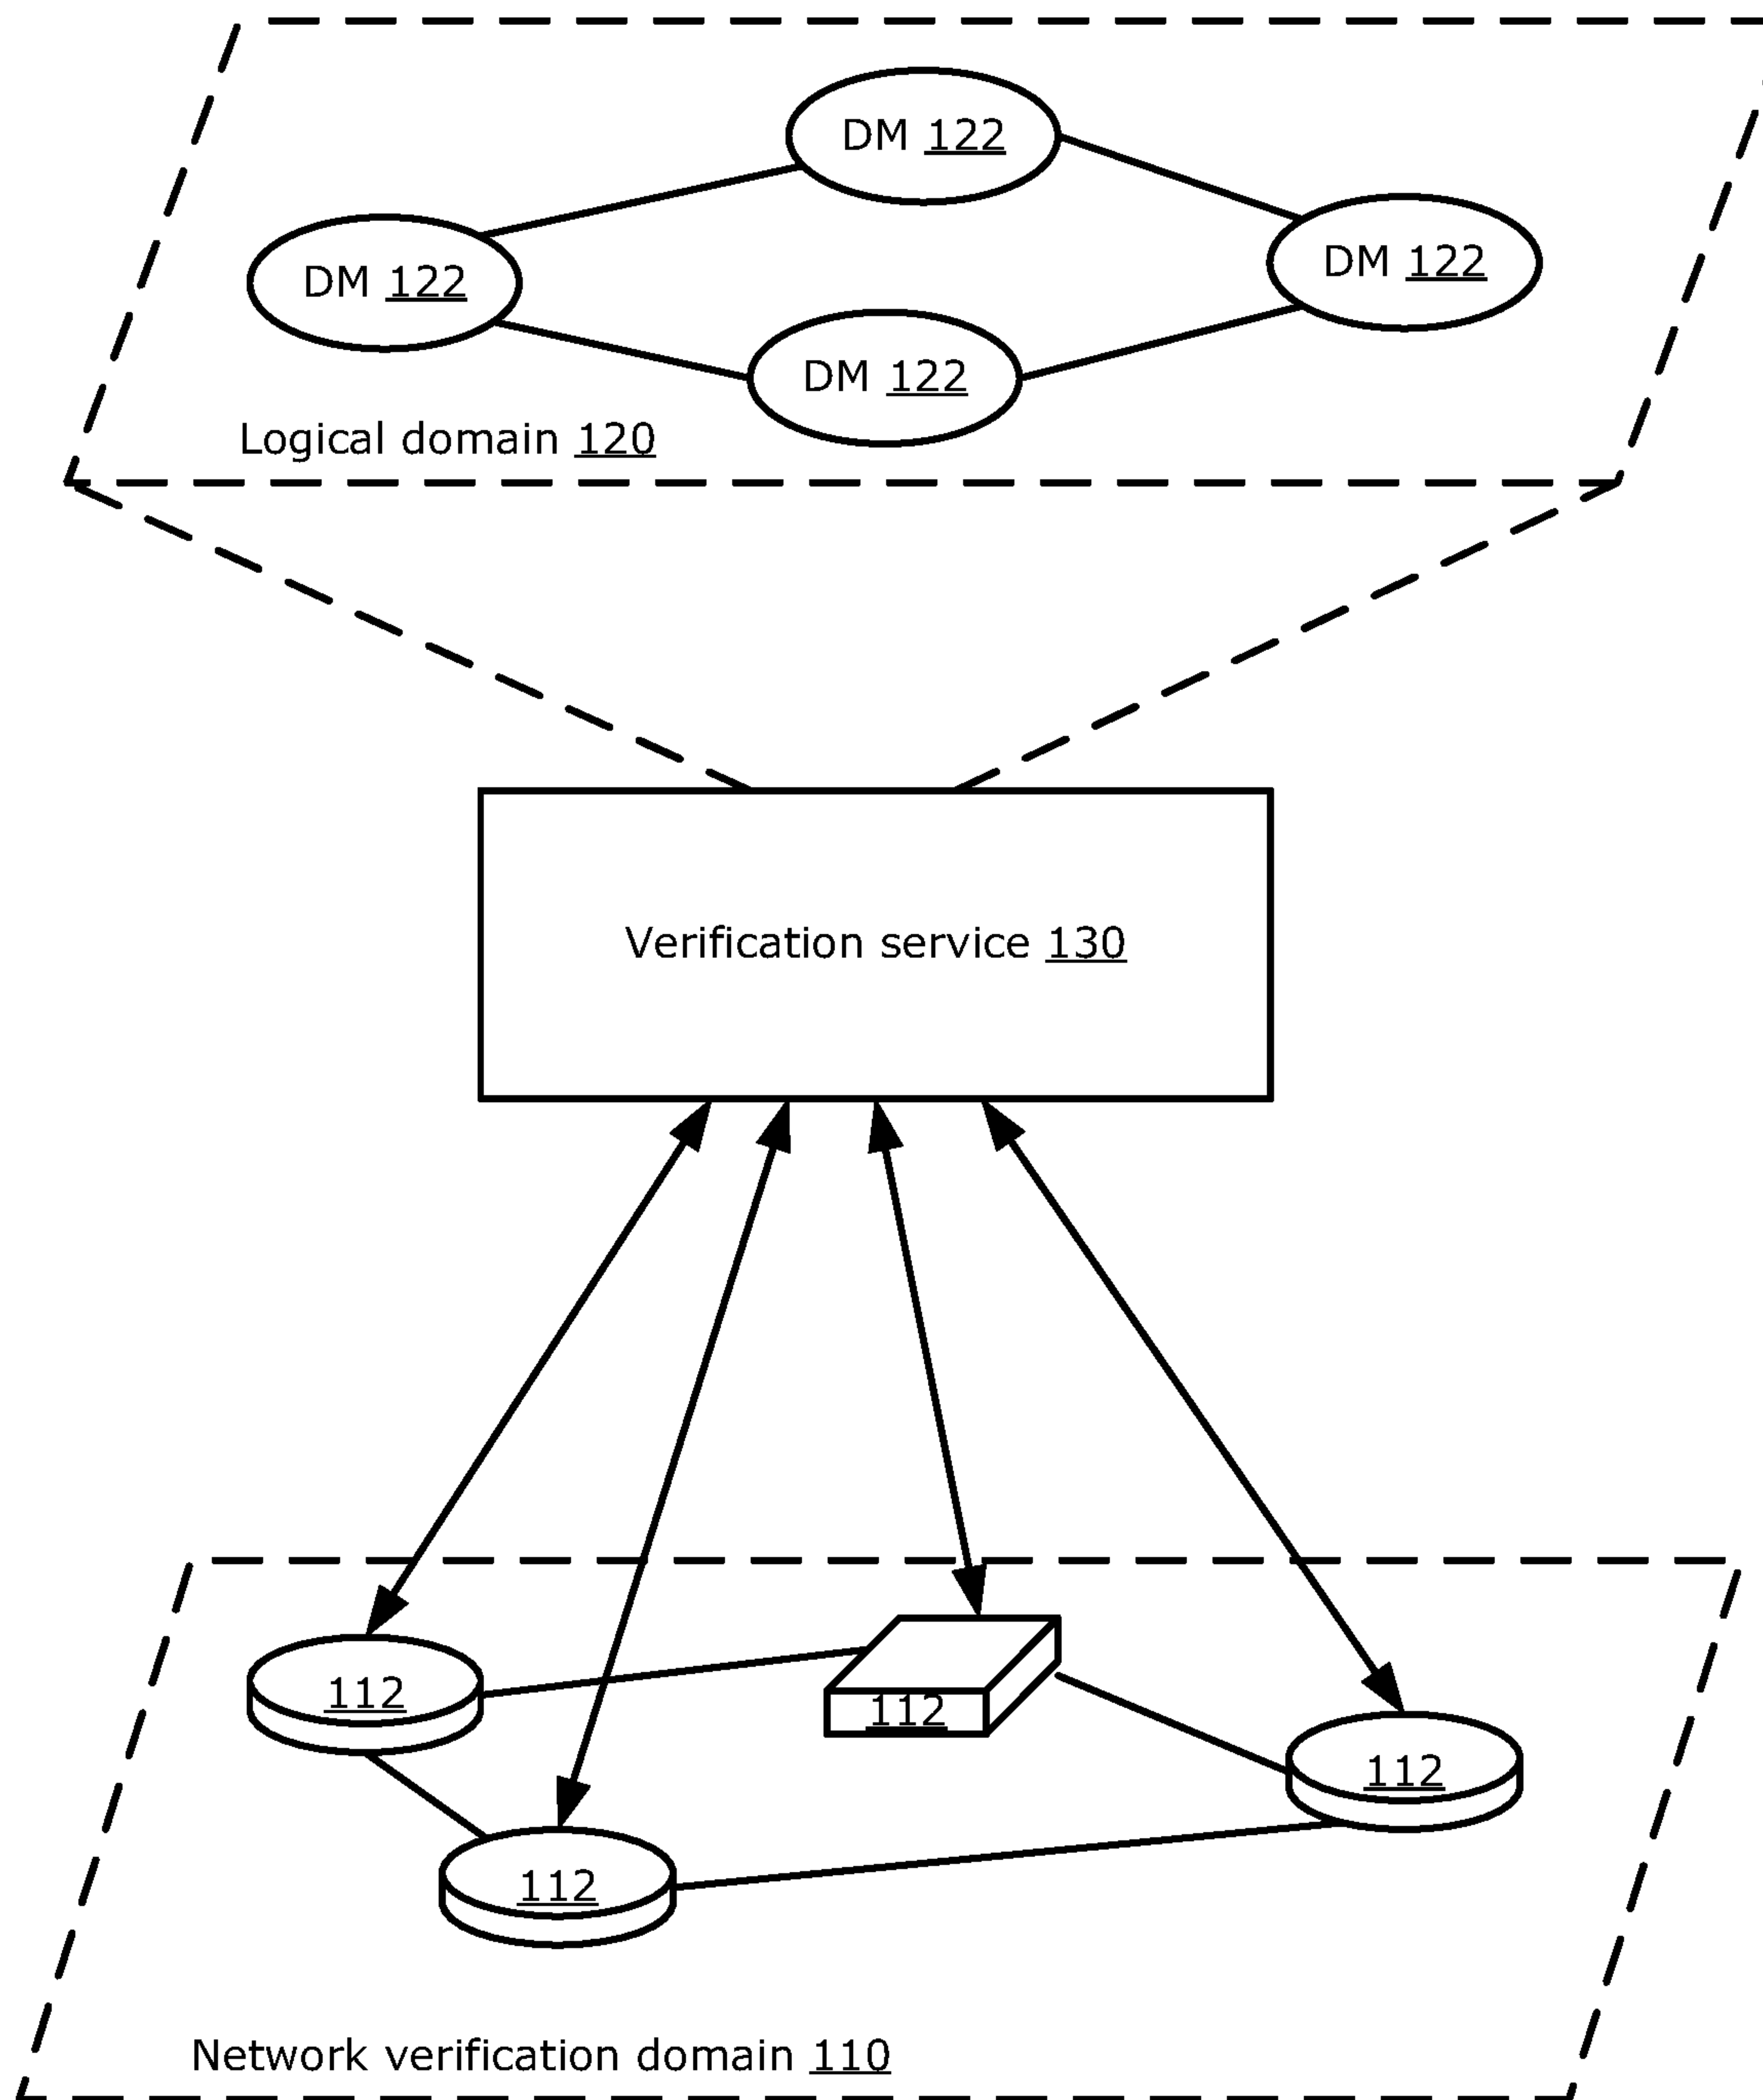 DM 122
DM 122
DM 122
DM 122
Logical domain 120
Verification service 130
112
112
112
112
Network verification domain 110